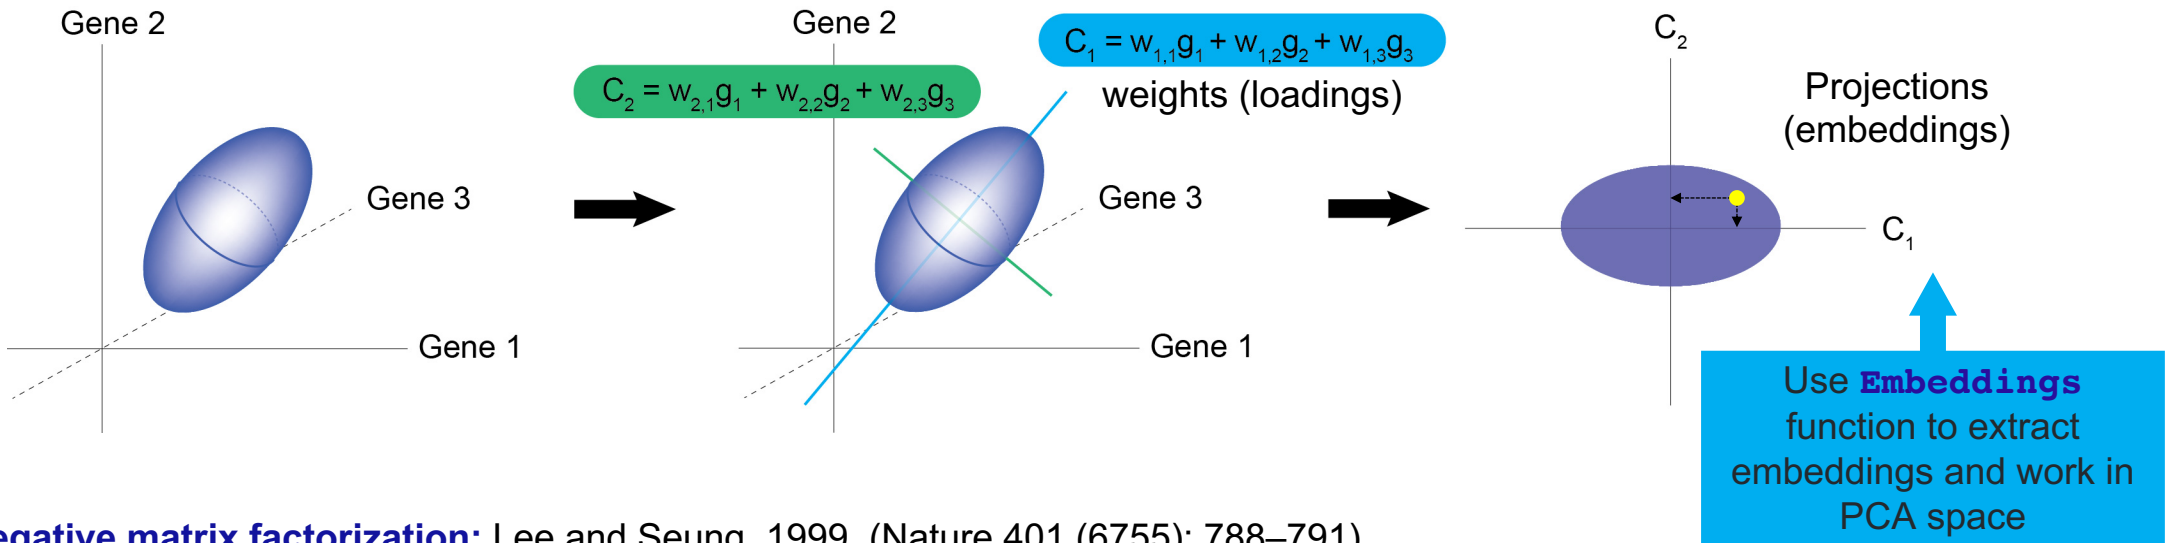 Gene 2
Gene 3
Gene 1
Gene 2
C₂ = w₂,₁g₁ + w₂,₂g₂ + w₂,₃g₃
C₁ = w₁,₁g₁ + w₁,₂g₂ + w₁,₃g₃
weights (loadings)
Gene 3
Gene 1
C₂
Projections
(embeddings)
C₁
Use Embeddings
function to extract
embeddings and work in
PCA space
egative matrix factorization: Lee and Seung, 1999, (Nature 401 (6755): 788–791)